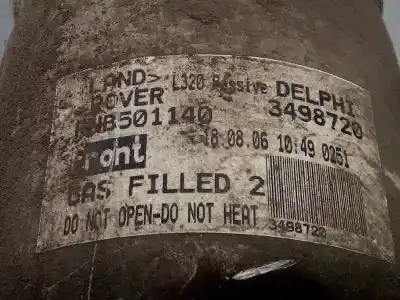 LAND> L320 Passive DELPHI
ROVER 3498720
RNB501140
Front 18.08.06 10:49 0251
GAS FILLED 2
DO NOT OPEN-DO NOT HEAT
3498720